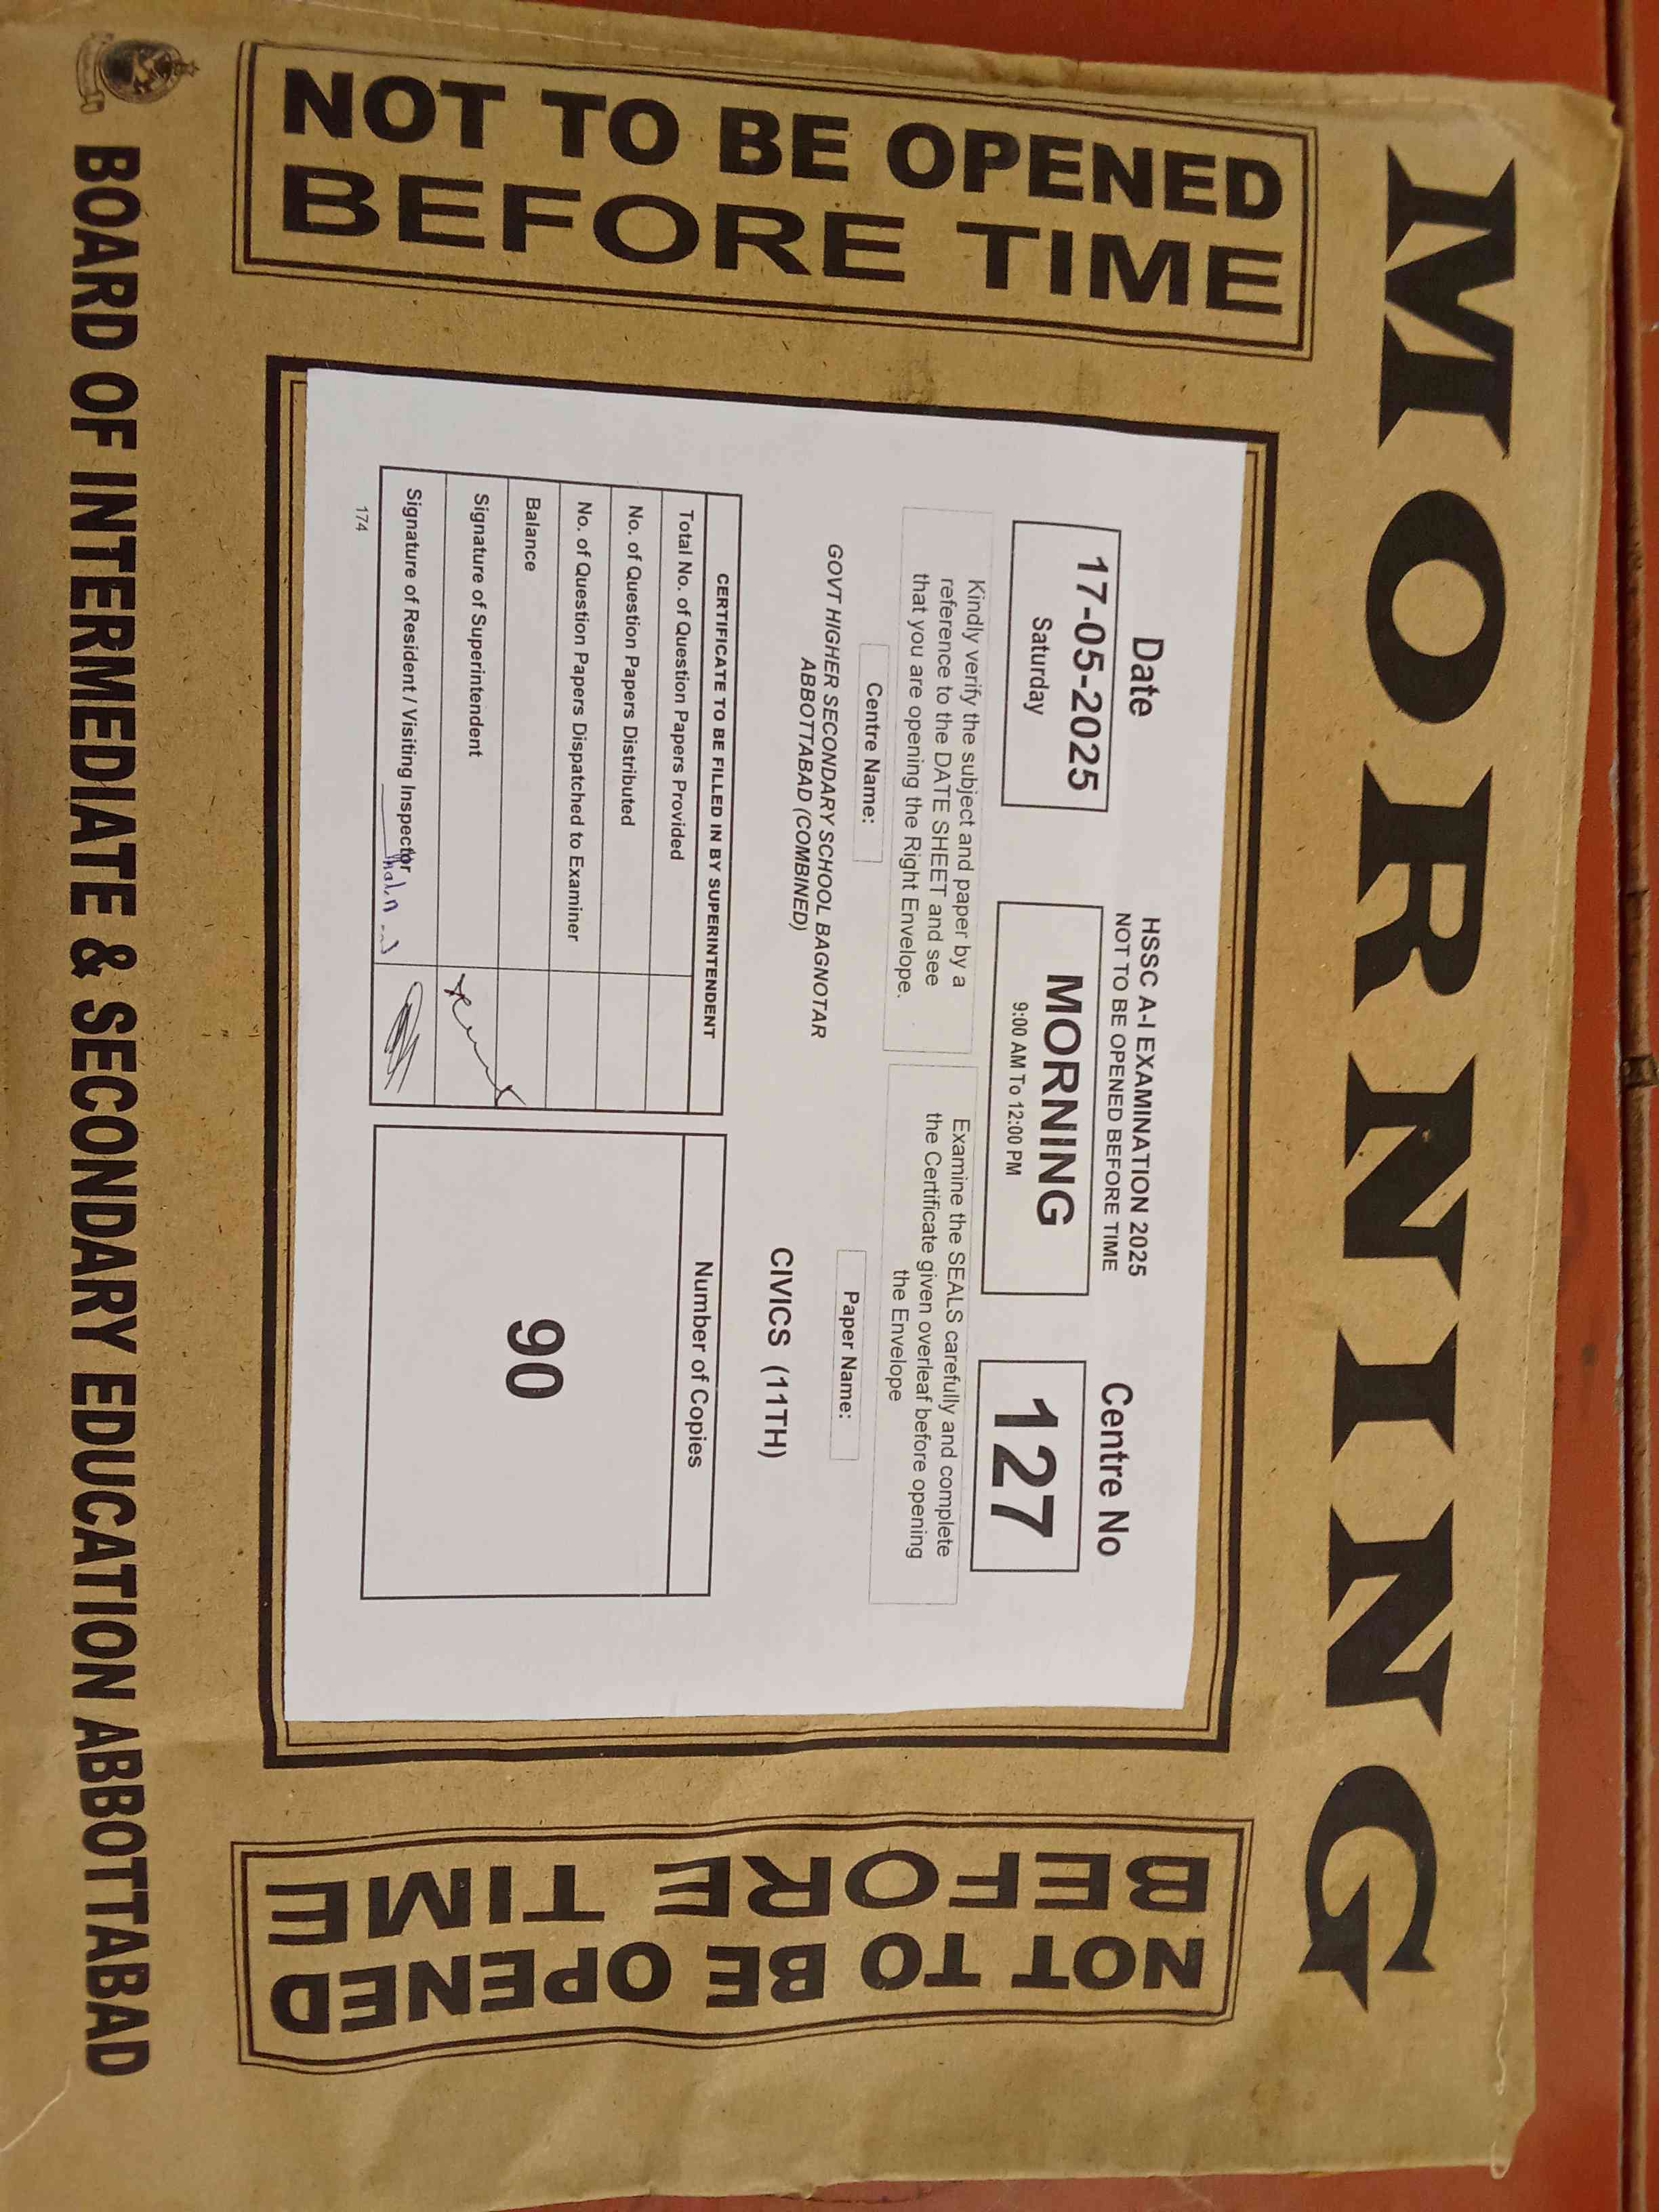 MORNING
NOT TO BE OPENED
BEFORE TIME
Date
17-05-2025
Saturday
HSSC A-I EXAMINATION 2025
NOT TO BE OPENED BEFORE TIME
MORNING
9:00 AM To 12:00 PM
Centre No
127
Kindly verify the subject and paper by a
reference to the DATE SHEET and see
that you are opening the Right Envelope.
Examine the SEALS carefully and complete
the Certificate given overleaf before opening
the Envelope
Centre Name:
GOVT HIGHER SECONDARY SCHOOL BAGNOTAR
ABBOTTABAD (COMBINED)
Paper Name:
CIVICS (11TH)
CERTIFICATE TO BE FILLED IN BY SUPERINTENDENT
Total No. of Question Papers Provided
No. of Question Papers Distributed
No. of Question Papers Dispatched to Examiner
Balance
Signature of Superintendent
Signature of Resident / Visiting Inspector
174
Number of Copies
90
NOT TO BE OPENED
BEFORE TIME
BOARD OF INTERMEDIATE & SECONDARY EDUCATION ABBOTTABAD